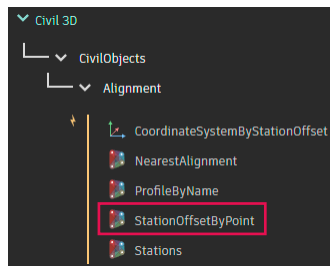 Civil 3D
CivilObjects
Alignment
CoordinateSystemByStationOffset
NearestAlignment
ProfileByName
StationOffsetByPoint
Stations